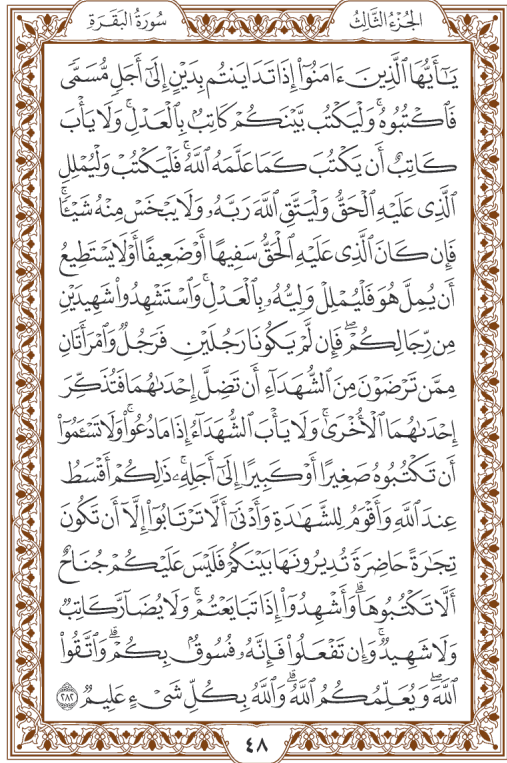 الجُزْءُ الثَّالِثُ
سُورَةُ البَقَرَةِ
يَٰٓأَيُّهَا ٱلَّذِينَ ءَامَنُوٓاْ إِذَا تَدَايَنتُم بِدَيْنٍ إِلَىٰٓ أَجَلٖ مُّسَمّٗى
فَٱكۡتُبُوهُۚ وَلۡيَكۡتُب بَّيۡنَكُمۡ كَاتِبُۢ بِٱلۡعَدۡلِۚ وَلَا يَأۡبَ
كَاتِبٌ أَن يَكۡتُبَ كَمَا عَلَّمَهُ ٱللَّهُۚ فَلۡيَكۡتُبۡ وَلۡيُمۡلِلِ
ٱلَّذِي عَلَيۡهِ ٱلۡحَقُّ وَلۡيَتَّقِ ٱللَّهَ رَبَّهُۥ وَلَا يَبۡخَسۡ مِنۡهُ شَيۡـٔٗاۚ
فَإِن كَانَ ٱلَّذِي عَلَيۡهِ ٱلۡحَقُّ سَفِيهًا أَوۡ ضَعِيفًا أَوۡ لَا يَسۡتَطِيعُ
أَن يُمِلَّ هُوَ فَلۡيُمۡلِلۡ وَلِيُّهُۥ بِٱلۡعَدۡلِۚ وَٱسۡتَشۡهِدُواْ شَهِيدَيۡنِ
مِن رِّجَالِكُمۡۖ فَإِن لَّمۡ يَكُونَا رَجُلَيۡنِ فَرَجُلٞ وَٱمۡرَأَتَانِ
مِمَّن تَرۡضَوۡنَ مِنَ ٱلشُّهَدَآءِ أَن تَضِلَّ إِحۡدَىٰهُمَا فَتُذَكِّرَ
إِحۡدَىٰهُمَا ٱلۡأُخۡرَىٰۚ وَلَا يَأۡبَ ٱلشُّهَدَآءُ إِذَا مَا دُعُواْۚ وَلَا تَسۡـَٔمُوٓاْ
أَن تَكۡتُبُوهُ صَغِيرًا أَوۡ كَبِيرًا إِلَىٰٓ أَجَلِهِۦۚ ذَٰلِكُمۡ أَقۡسَطُ
عِندَ ٱللَّهِ وَأَقۡوَمُ لِلشَّهَٰدَةِ وَأَدۡنَىٰٓ أَلَّا تَرۡتَابُوٓاْ إِلَّآ أَن تَكُونَ
تِجَٰرَةً حَاضِرَةٗ تُدِيرُونَهَا بَيۡنَكُمۡ فَلَيۡسَ عَلَيۡكُمۡ جُنَاحٌ
أَلَّا تَكۡتُبُوهَاۗ وَأَشۡهِدُوٓاْ إِذَا تَبَايَعۡتُمۡۚ وَلَا يُضَآرَّ كَاتِبٞ
وَلَا شَهِيدٞۚ وَإِن تَفۡعَلُواْ فَإِنَّهُۥ فُسُوقُۢ بِكُمۡۗ وَٱتَّقُواْ
ٱللَّهَۖ وَيُعَلِّمُكُمُ ٱللَّهُۗ وَٱللَّهُ بِكُلِّ شَيۡءٍ عَلِيمٞ ٢٨٢
٤٨